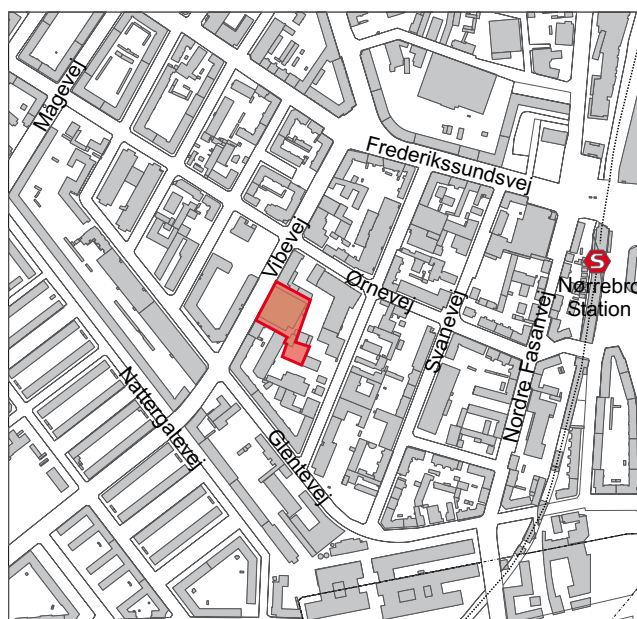 Mågevej
Frederikssundsvej
Vibevej
S
Ørnevej
Nørrebro
Station
Svanevej
Nordre Fasanvej
Nattergalevej
Glentevej